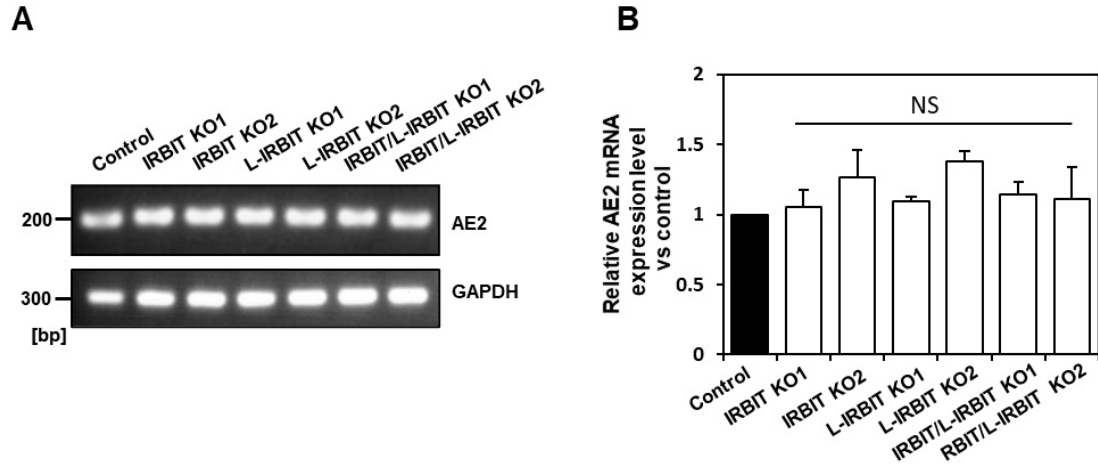 A
Control
IRBIT KO1
IRBIT KO2
L-IRBIT KO1
L-IRBIT KO2
IRBIT/L-IRBIT KO1
IRBIT/L-IRBIT KO2
200
AE2
300
GAPDH
[bp]
B
Relative AE2 mRNA
expression level
vs control
2
1.5
1
0.5
0
NS
Control
IRBIT KO1
IRBIT KO2
L-IRBIT KO1
L-IRBIT KO2
IRBIT/L-IRBIT KO1
RBIT/L-IRBIT KO2